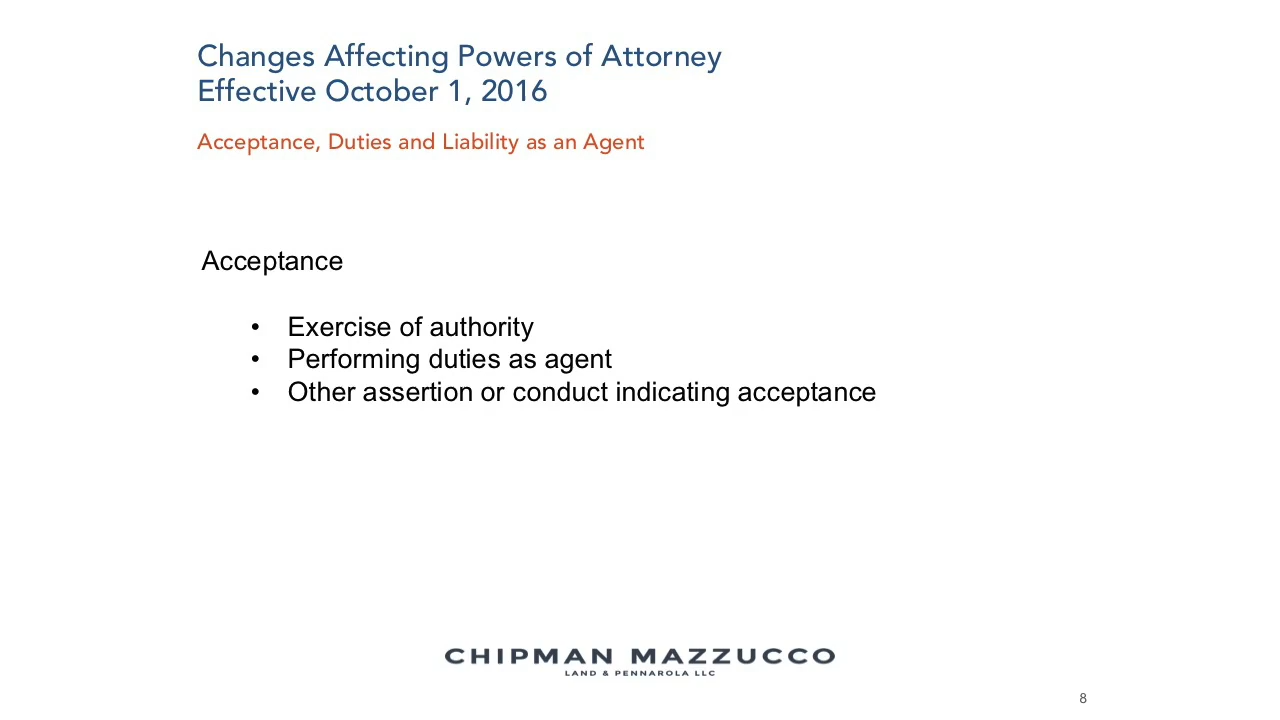 Changes Affecting Powers of Attorney
Effective October 1, 2016
Acceptance, Duties and Liability as an Agent
Acceptance
• Exercise of authority
• Performing duties as agent
• Other assertion or conduct indicating acceptance
CHIPMAN MAZZUCCO
LAND & PENNAROLA LLC
8